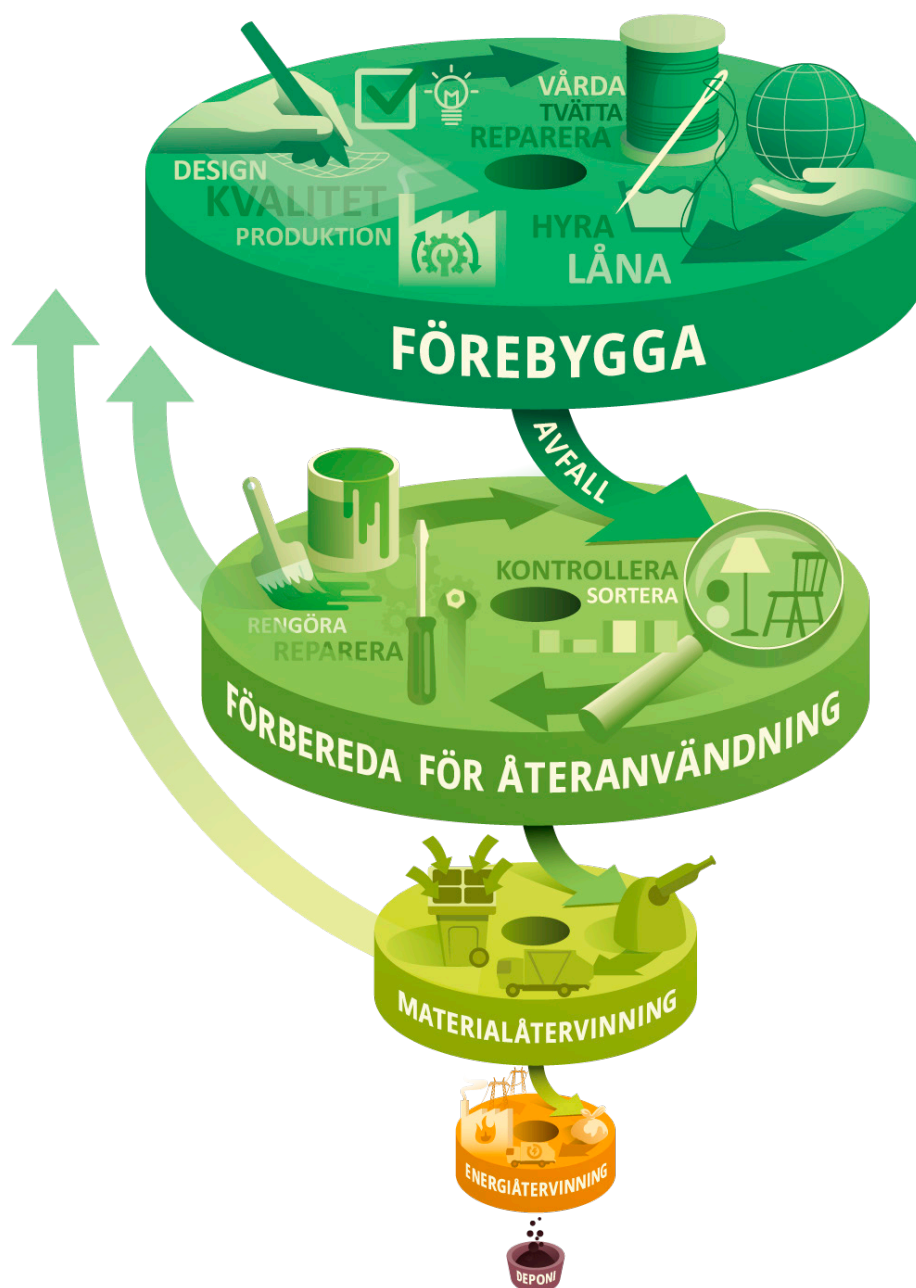 VÅRDA
TVÄTTA
REPARERA
DESIGN
KVALITET
PRODUKTION
HYRA
LÅNA
FÖREBYGGA
AVFALL
KONTROLLERA
SORTERA
RENGÖRA
REPARERA
FÖRBEREDA FÖR ÅTERANVÄNDNING
MATERIALÅTERVINNING
ENERGIÅTERVINNING
DEPONI